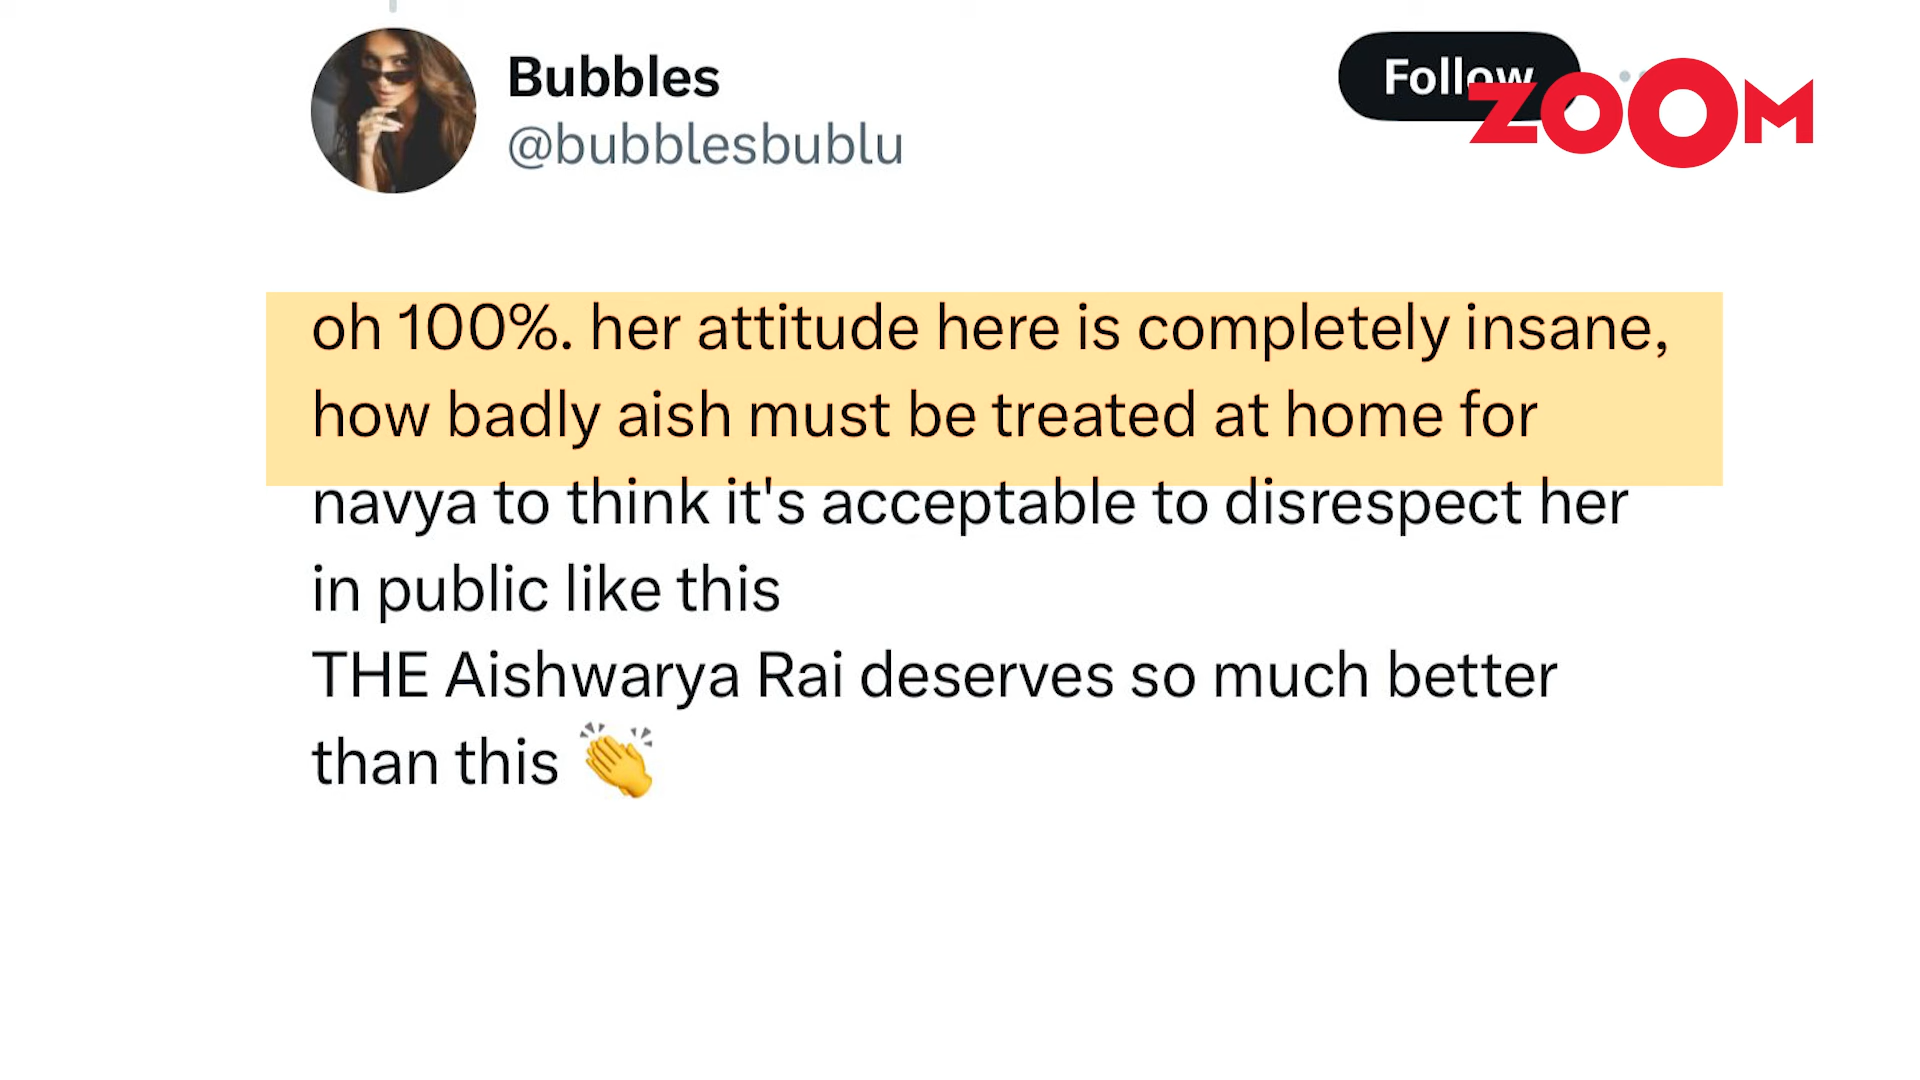 Bubbles
@bubblesbublu
Follow
ZOOM
oh 100%. her attitude here is completely insane,
how badly aish must be treated at home for
navya to think it's acceptable to disrespect her
in public like this
THE Aishwarya Rai deserves so much better
than this 👏